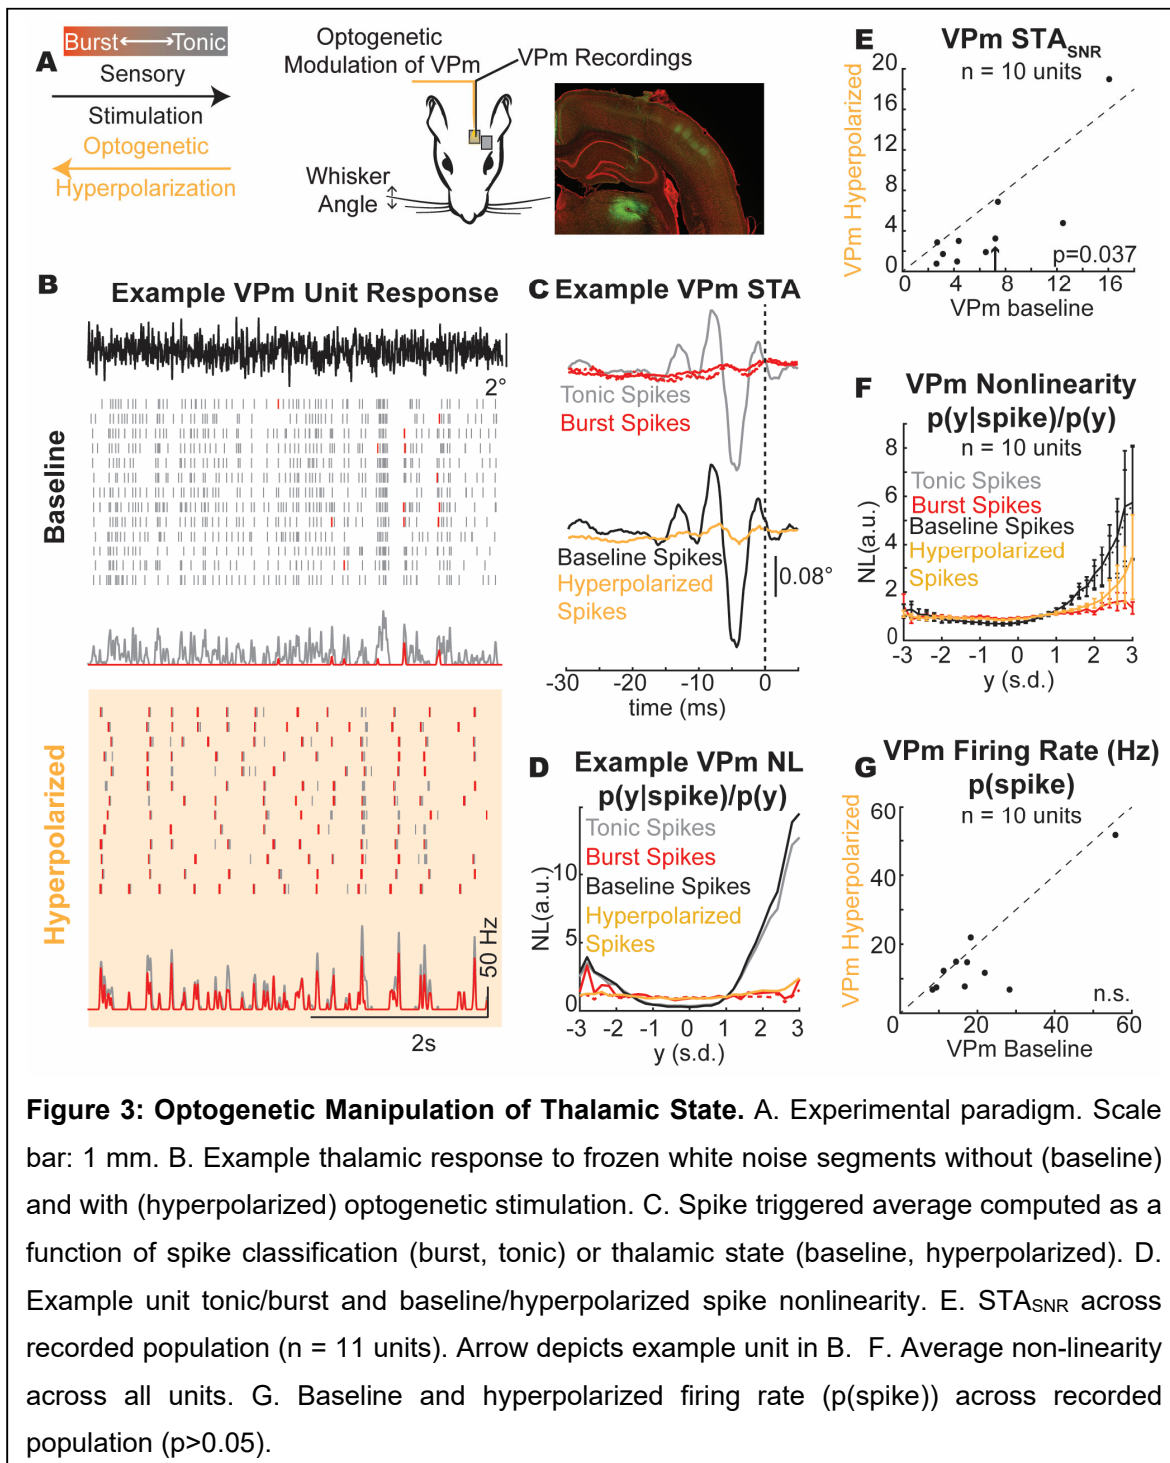 A
Burst Tonic
Sensory
Stimulation
Optogenetic
Hyperpolarization
Optogenetic
Modulation of VPm
VPm Recordings
Whisker
Angle
B
Example VPm Unit Response
2°
Baseline
Hyperpolarized
50 Hz
2s
C Example VPm STA
Tonic Spikes
Burst Spikes
Baseline Spikes
Hyperpolarized
Spikes
0.08°
-30 -20 -10 0
time (ms)
D Example VPm NL
p(y|spike)/p(y)
Tonic Spikes
Burst Spikes
Baseline Spikes
Hyperpolarized
Spikes
NL(a.u.)
10
5
0
-3 -2 -1 0 1 2 3
y (s.d.)
E VPm STASNR
n = 10 units
VPm Hyperpolarized
20
16
12
8
4
0
p=0.037
0 4 8 12 16
VPm baseline
F VPm Nonlinearity
p(y|spike)/p(y)
n = 10 units
Tonic Spikes
Burst Spikes
Baseline Spikes
Hyperpolarized
Spikes
NL(a.u.)
8
6
4
2
0
-3 -2 -1 0 1 2 3
y (s.d.)
G VPm Firing Rate (Hz)
p(spike)
n = 10 units
VPm Hyperpolarized
60
40
20
n.s.
0 20 40 60
VPm Baseline
Figure 3: Optogenetic Manipulation of Thalamic State. A. Experimental paradigm. Scale
bar: 1 mm. B. Example thalamic response to frozen white noise segments without (baseline)
and with (hyperpolarized) optogenetic stimulation. C. Spike triggered average computed as a
function of spike classification (burst, tonic) or thalamic state (baseline, hyperpolarized). D.
Example unit tonic/burst and baseline/hyperpolarized spike nonlinearity. E. STASNR across
recorded population (n = 11 units). Arrow depicts example unit in B. F. Average non-linearity
across all units. G. Baseline and hyperpolarized firing rate (p(spike)) across recorded
population (p>0.05).